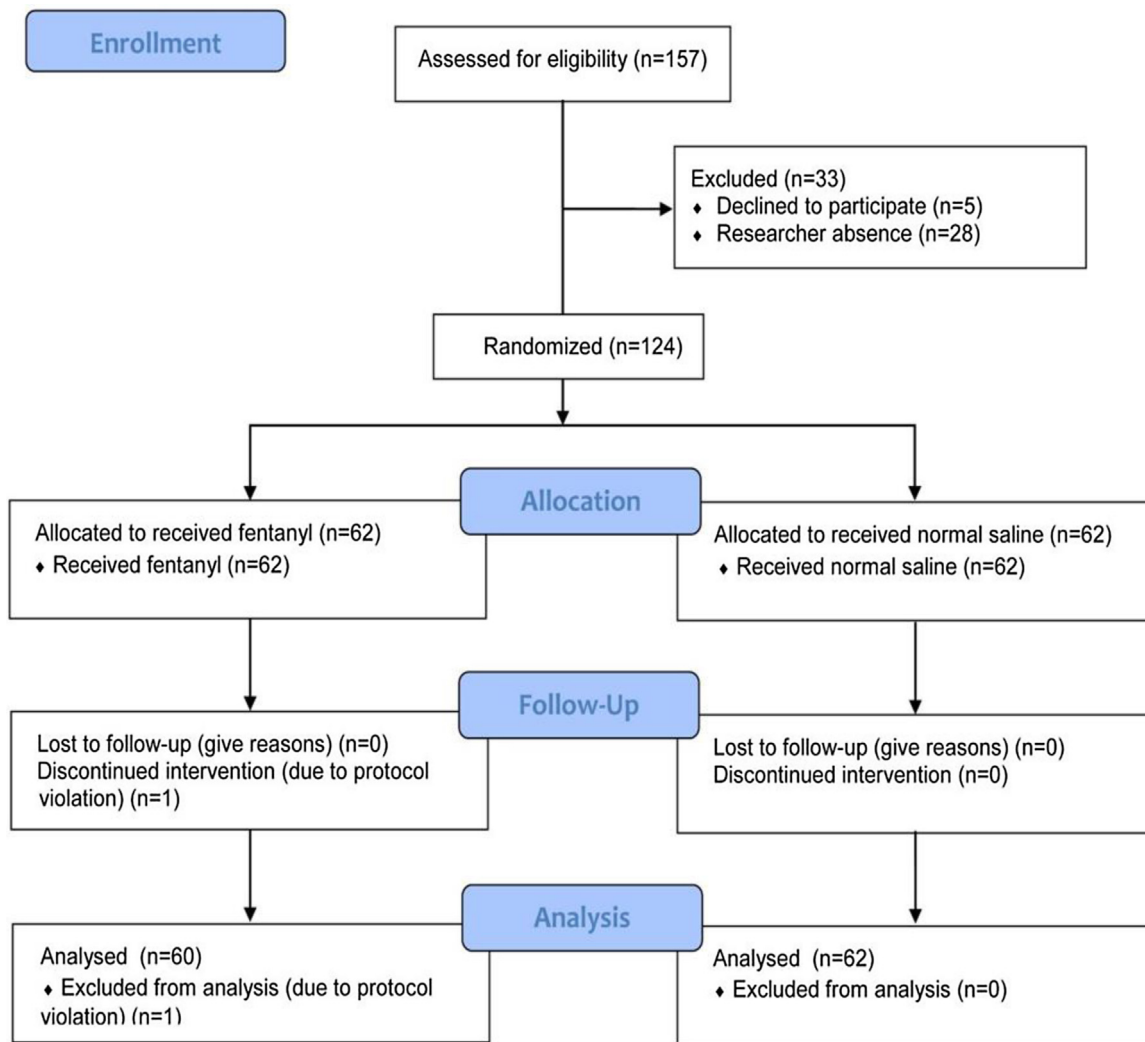 Enrollment
Assessed for eligibility (n=157)
Excluded (n=33)
♦ Declined to participate (n=5)
♦ Researcher absence (n=28)
Randomized (n=124)
Allocation
Allocated to received fentanyl (n=62)
♦ Received fentanyl (n=62)
Allocated to received normal saline (n=62)
♦ Received normal saline (n=62)
Follow-Up
Lost to follow-up (give reasons) (n=0)
Discontinued intervention (due to protocol
violation) (n=1)
Lost to follow-up (give reasons) (n=0)
Discontinued intervention (n=0)
Analysis
Analysed (n=60)
♦ Excluded from analysis (due to protocol
violation) (n=1)
Analysed (n=62)
♦ Excluded from analysis (n=0)